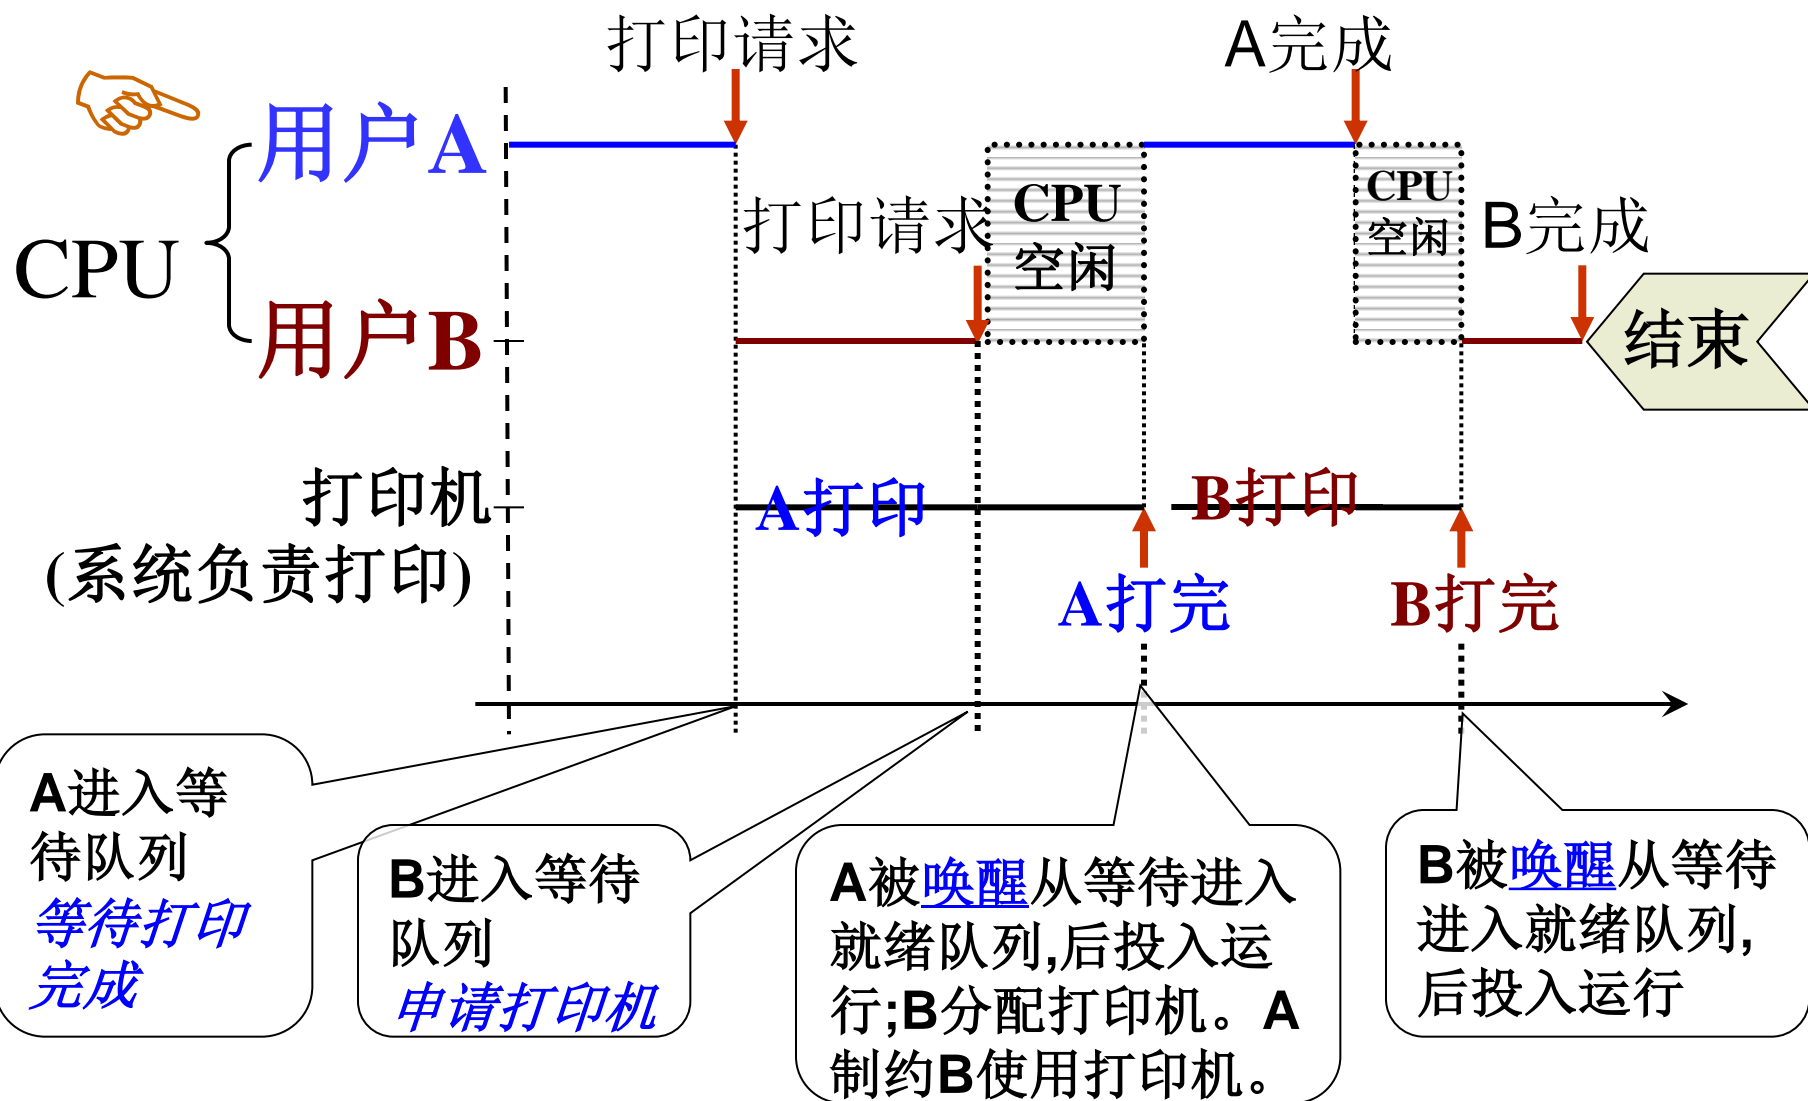 打印请求
A完成
用户A
打印请求
CPU
空闲
CPU
空闲
B完成
CPU
用户B
结束
打印机
A打印
B打印
(系统负责打印)
A打完
B打完
A进入等
待队列
等待打印
完成
B进入等待
队列
申请打印机
A被唤醒从等待进入
就绪队列,后投入运
行;B分配打印机。A
制约B使用打印机。
B被唤醒从等待
进入就绪队列,
后投入运行